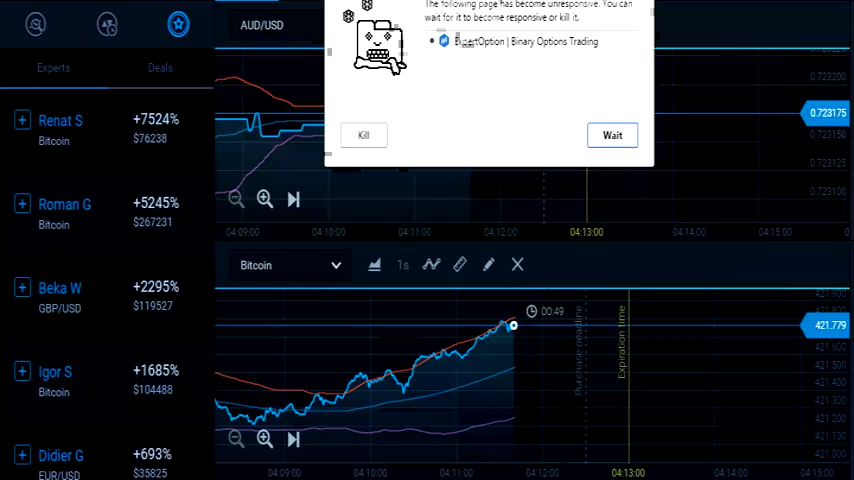 Experts
Deals
Renat S
+7524%
Bitcoin
$76238
Roman G
+5245%
Bitcoin
$267231
Beka W
+2295%
GBP/USD
$119527
Igor S
+1685%
Bitcoin
$104488
Didier G
+693%
EUR/USD
$35825
AUD/USD
The following page has become unresponsive. You can
wait for it to become responsive or kill it.
ExpertOption | Binary Options Trading
Kill
Wait
0.723200
0.723175
0.723150
0.723125
0.723100
04:09:00
04:10:00
04:11:00
04:12:00
04:13:00
04:14:00
04:15:00
0
Bitcoin
1s
00:49
Purchase deadline
Expiration time
421.900
421.779
421.600
421.500
421.400
421.300
421.200
421.100
421.000
04:09:00
04:10:00
04:11:00
04:12:00
04:13:00
04:14:00
04:15:00